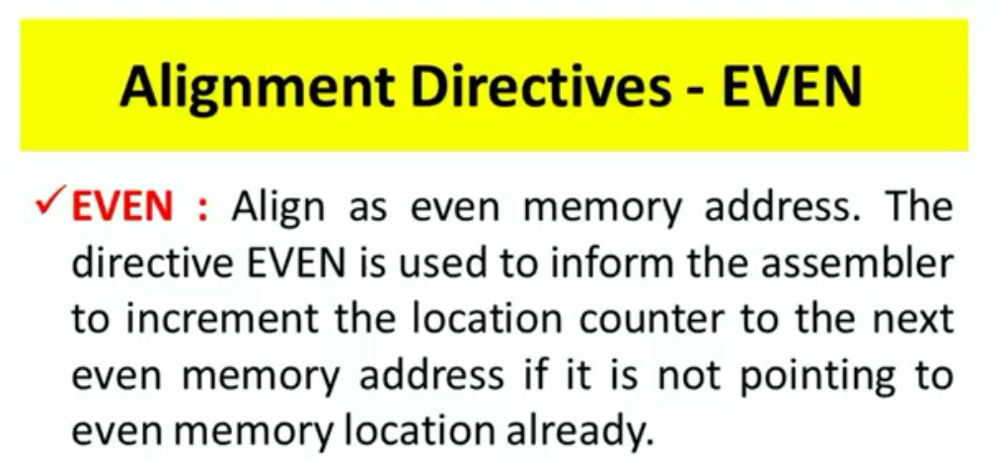 Alignment Directives - EVEN
✓EVEN : Align as even memory address. The
directive EVEN is used to inform the assembler
to increment the location counter to the next
even memory address if it is not pointing to
even memory location already.